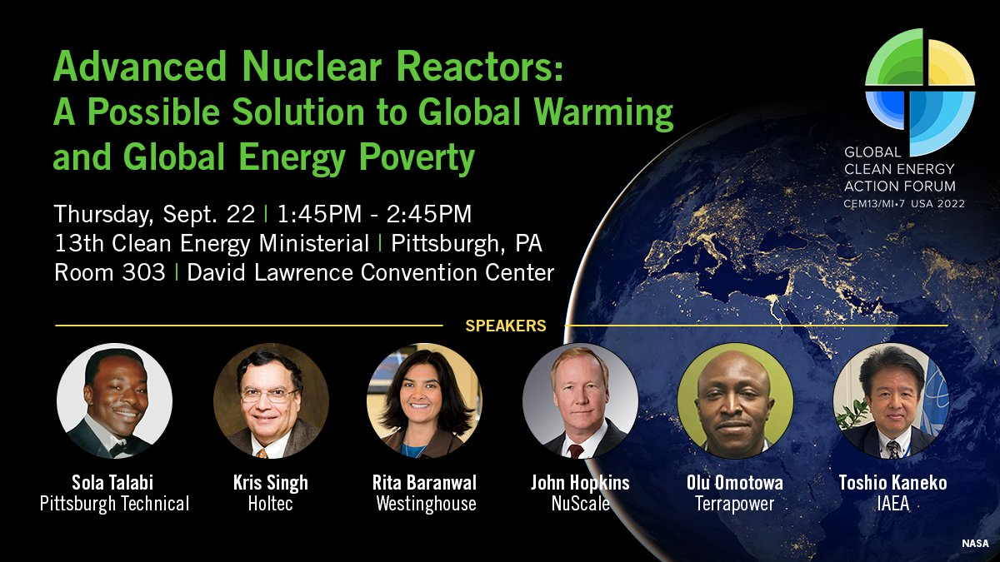 Advanced Nuclear Reactors:
A Possible Solution to Global Warming
and Global Energy Poverty
GLOBAL
CLEAN ENERGY
ACTION FORUM
CEM13/MI•7 USA 2022
Thursday, Sept. 22 | 1:45PM - 2:45PM
13th Clean Energy Ministerial | Pittsburgh, PA
Room 303 | David Lawrence Convention Center
SPEAKERS
Sola Talabi
Pittsburgh Technical
Kris Singh
Holtec
Rita Baranwal
Westinghouse
John Hopkins
NuScale
Olu Omotowa
Terrapower
Toshio Kaneko
IAEA
NASA